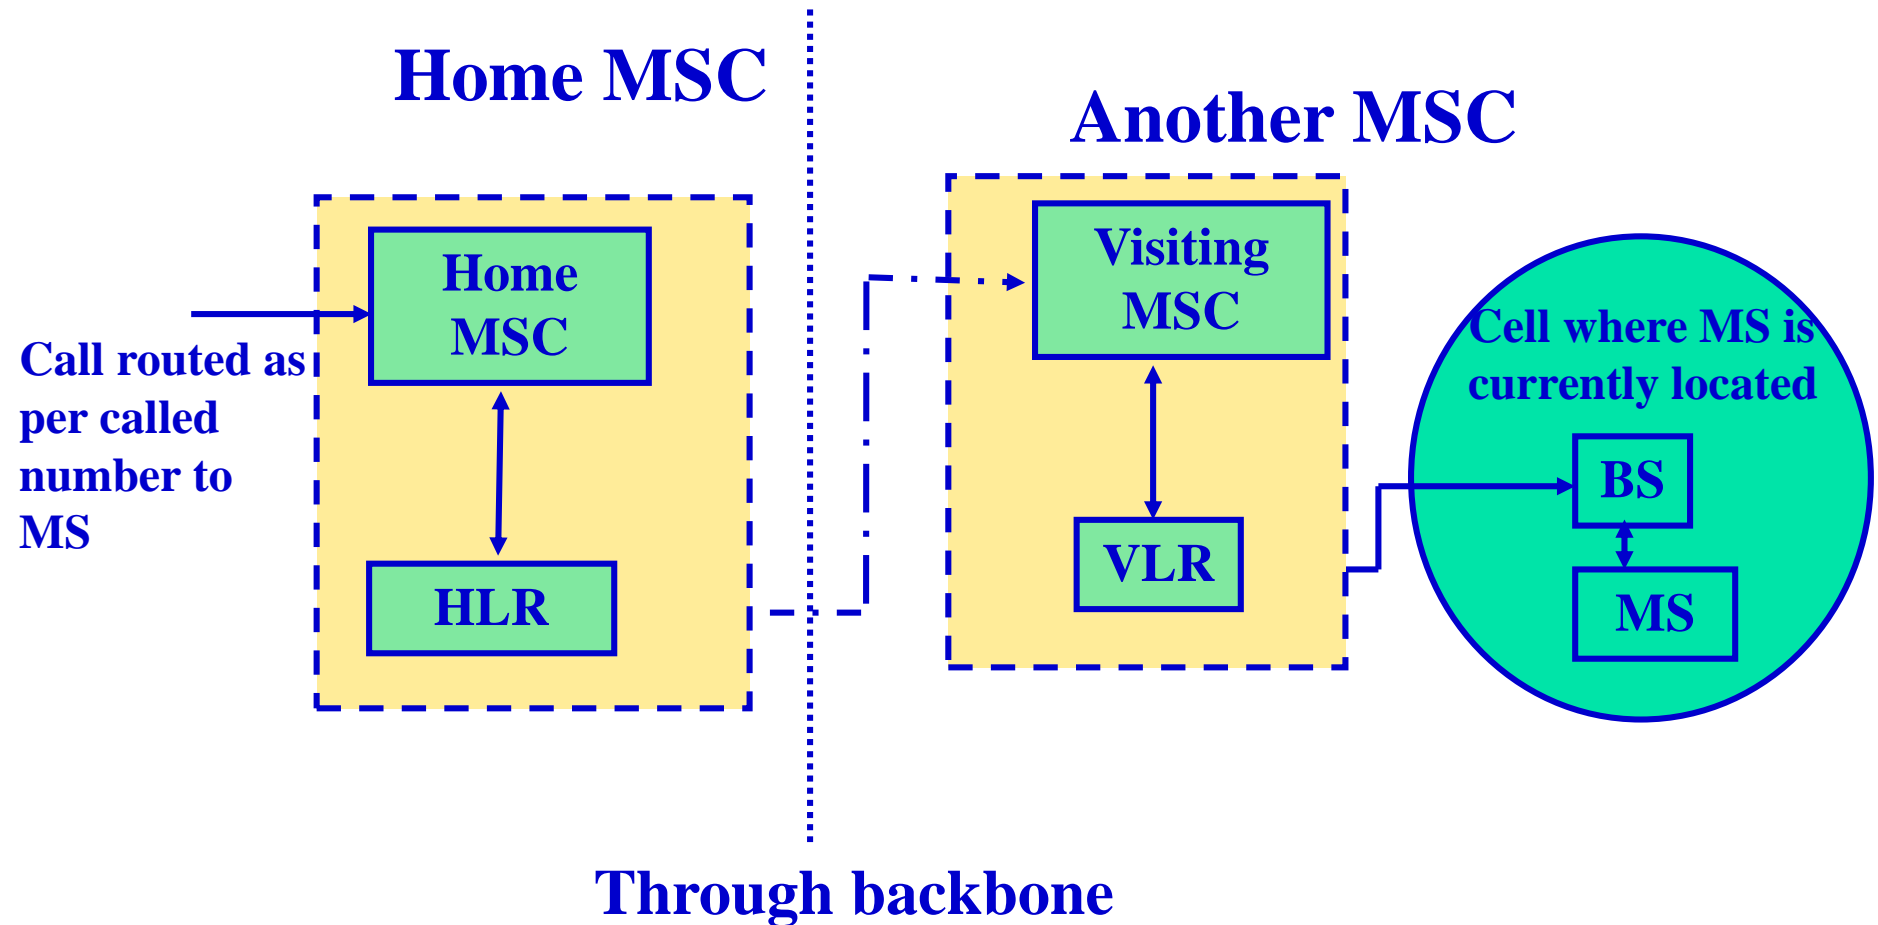 Home MSC
Another MSC
Home
MSC
Call routed as
per called
number to
MS
HLR
Visiting
MSC
VLR
Cell where MS is
currently located
BS
MS
Through backbone